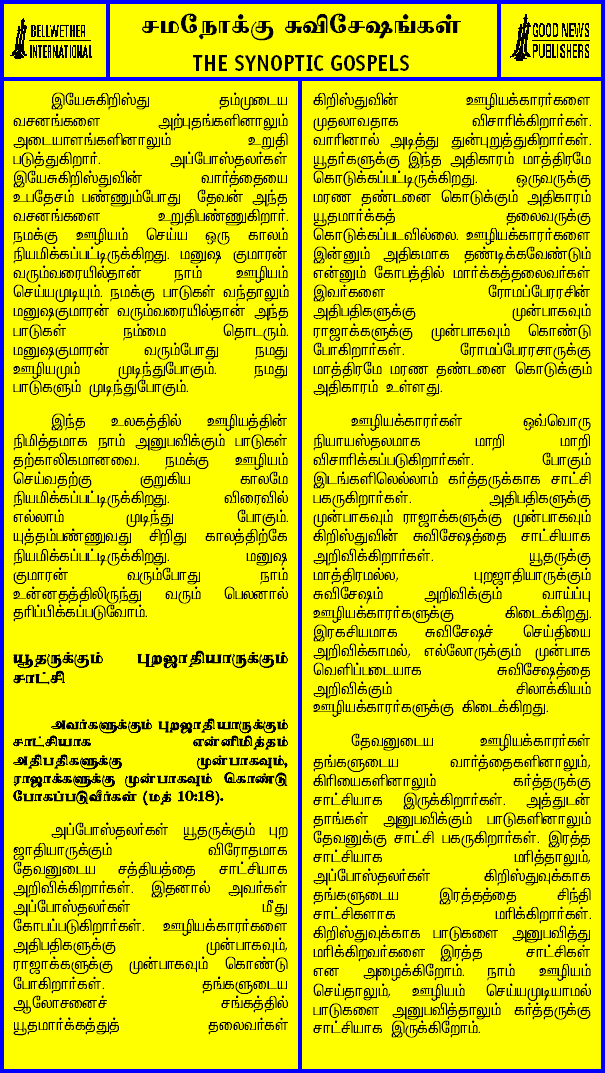 BELLWETHER
INTERNATIONAL
சமநோக்கு சுவிசேஷங்கள்
THE SYNOPTIC GOSPELS
GOOD NEWS
PUBLISHERS
இயேசுகிறிஸ்து தம்முடைய
வசனங்களை அற்புதங்களினாலும்
அடையாளங்களினாலும் உறுதி
படுத்துகிறார். அப்போஸ்தலர்கள்
இயேசுகிறிஸ்துவின் வார்த்தையை
உபதேசம் பண்ணும்போது தேவன் அந்த
வசனங்களை உறுதிபண்ணுகிறார்.
நமக்கு ஊழியம் செய்ய ஒரு காலம்
நியமிக்கப்பட்டிருக்கிறது. மனுஷ குமாரன்
வரும்வரையில்தான் நாம் ஊழியம்
செய்யமுடியும். நமக்கு பாடுகள் வந்தாலும்
மனுஷகுமாரன் வரும்வரையில்தான் அந்த
பாடுகள் நம்மை தொடரும்.
மனுஷகுமாரன் வரும்போது நமது
ஊழியமும் முடிந்துபோகும். நமது
பாடுகளும் முடிந்துபோகும்.
இந்த உலகத்தில் ஊழியத்தின்
நிமித்தமாக நாம் அனுபவிக்கும் பாடுகள்
தற்காலிகமானவை. நமக்கு ஊழியம்
செய்வதற்கு குறுகிய காலமே
நியமிக்கப்பட்டிருக்கிறது. விரைவில்
எல்லாம் முடிந்து போகும்.
யுத்தம்பண்ணுவது சிறிது காலத்திற்கே
நியமிக்கப்பட்டிருக்கிறது. மனுஷ
குமாரன் வரும்போது நாம்
உன்னதத்திலிருந்து வரும் பெலனால்
தரிப்பிக்கப்படுவோம்.
யூதருக்கும் புறஜாதியாருக்கும்
சாட்சி
அவர்களுக்கும் புறஜாதியாருக்கும்
சாட்சியாக என்னிமித்தம்
அதிபதிகளுக்கு முன்பாகவும்,
ராஜாக்களுக்கு முன்பாகவும் கொண்டு
போகப்படுவீர்கள் (மத் 10:18).
அப்போஸ்தலர்கள் யூதருக்கும் புற
ஜாதியாருக்கும் விரோதமாக
தேவனுடைய சத்தியத்தை சாட்சியாக
அறிவிக்கிறார்கள். இதனால் அவர்கள்
அப்போஸ்தலர்கள் மீது
கோபப்படுகிறார்கள். ஊழியக்காரர்களை
அதிபதிகளுக்கு முன்பாகவும்,
ராஜாக்களுக்கு முன்பாகவும் கொண்டு
போகிறார்கள். தங்களுடைய
ஆலோசனைச் சங்கத்தில்
யூதமார்க்கத்துத் தலைவர்கள்
கிறிஸ்துவின் ஊழியக்காரர்களை
முதலாவதாக விசாரிக்கிறார்கள்.
வாரினால் அடித்து துன்புறுத்துகிறார்கள்.
யூதர்களுக்கு இந்த அதிகாரம் மாத்திரமே
கொடுக்கப்பட்டிருக்கிறது. ஒருவருக்கு
மரண தண்டனை கொடுக்கும் அதிகாரம்
யூதமார்க்கத் தலைவருக்கு
கொடுக்கப்படவில்லை. ஊழியக்காரர்களை
இன்னும் அதிகமாக தண்டிக்கவேண்டும்
என்னும் கோபத்தில் மார்க்கத்தலைவர்கள்
இவர்களை ரோமப்பேரரசின்
அதிபதிகளுக்கு முன்பாகவும்
ராஜாக்களுக்கு முன்பாகவும் கொண்டு
போகிறார்கள். ரோமப்பேரரசாருக்கு
மாத்திரமே மரண தண்டனை கொடுக்கும்
அதிகாரம் உள்ளது.
ஊழியக்காரர்கள் ஒவ்வொரு
நியாயஸ்தலமாக மாறி மாறி
விசாரிக்கப்படுகிறார்கள். போகும்
இடங்களிலெல்லாம் கர்த்தருக்காக சாட்சி
பகருகிறார்கள். அதிபதிகளுக்கு
முன்பாகவும் ராஜாக்களுக்கு முன்பாகவும்
கிறிஸ்துவின் சுவிசேஷத்தை சாட்சியாக
அறிவிக்கிறார்கள். யூதருக்கு
மாத்திரமல்ல, புறஜாதியாருக்கும்
சுவிசேஷம் அறிவிக்கும் வாய்ப்பு
ஊழியக்காரர்களுக்கு கிடைக்கிறது.
இரகசியமாக சுவிசேஷச் செய்தியை
அறிவிக்காமல், எல்லோருக்கும் முன்பாக
வெளிப்படையாக சுவிசேஷத்தை
அறிவிக்கும் சிலாக்கியம்
ஊழியக்காரர்களுக்கு கிடைக்கிறது.
தேவனுடைய ஊழியக்காரர்கள்
தங்களுடைய வார்த்தைகளினாலும்,
கிரியைகளினாலும் கர்த்தருக்கு
சாட்சியாக இருக்கிறார்கள். அத்துடன்
தாங்கள் அனுபவிக்கும் பாடுகளினாலும்
தேவனுக்கு சாட்சி பகருகிறார்கள். இரத்த
சாட்சியாக மரித்தாலும்,
அப்போஸ்தலர்கள் கிறிஸ்துவுக்காக
தங்களுடைய இரத்தத்தை சிந்தி
சாட்சிகளாக மரிக்கிறார்கள்.
கிறிஸ்துவுக்காக பாடுகளை அனுபவித்து
மரிக்கிறவர்களை இரத்த சாட்சிகள்
என அழைக்கிறோம். நாம் ஊழியம்
செய்தாலும், ஊழியம் செய்யமுடியாமல்
பாடுகளை அனுபவித்தாலும் கர்த்தருக்கு
சாட்சியாக இருக்கிறோம்.